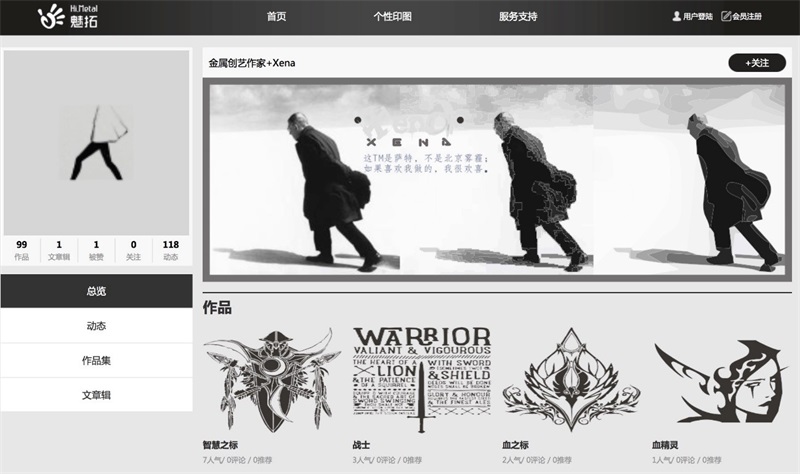 Hi.Metal
魅拓
首页
个性印图
服务支持
用户登陆
会员注册
金属创艺作家+Xena
+关注
XENA
这TM是萨特，不是北京雾霾；
如果喜欢我做的，我很欢喜。
99
作品
1
文章辑
1
被赞
0
关注
118
动态
总览
动态
作品集
文章辑
作品
WARRIOR
VALIANT & VIGOUROUS
THE HEART OF A
LION
& THE PATIENCE
OF A SQUIRREL
WITH SWORD
& SHIELD
GLORY & HONOUR
& THE FINEST ALES
智慧之标
7人气/ 0评论 / 0推荐
战士
3人气/ 0评论 / 0推荐
血之标
2人气/ 0评论 / 0推荐
血精灵
1人气/ 0评论 / 0推荐